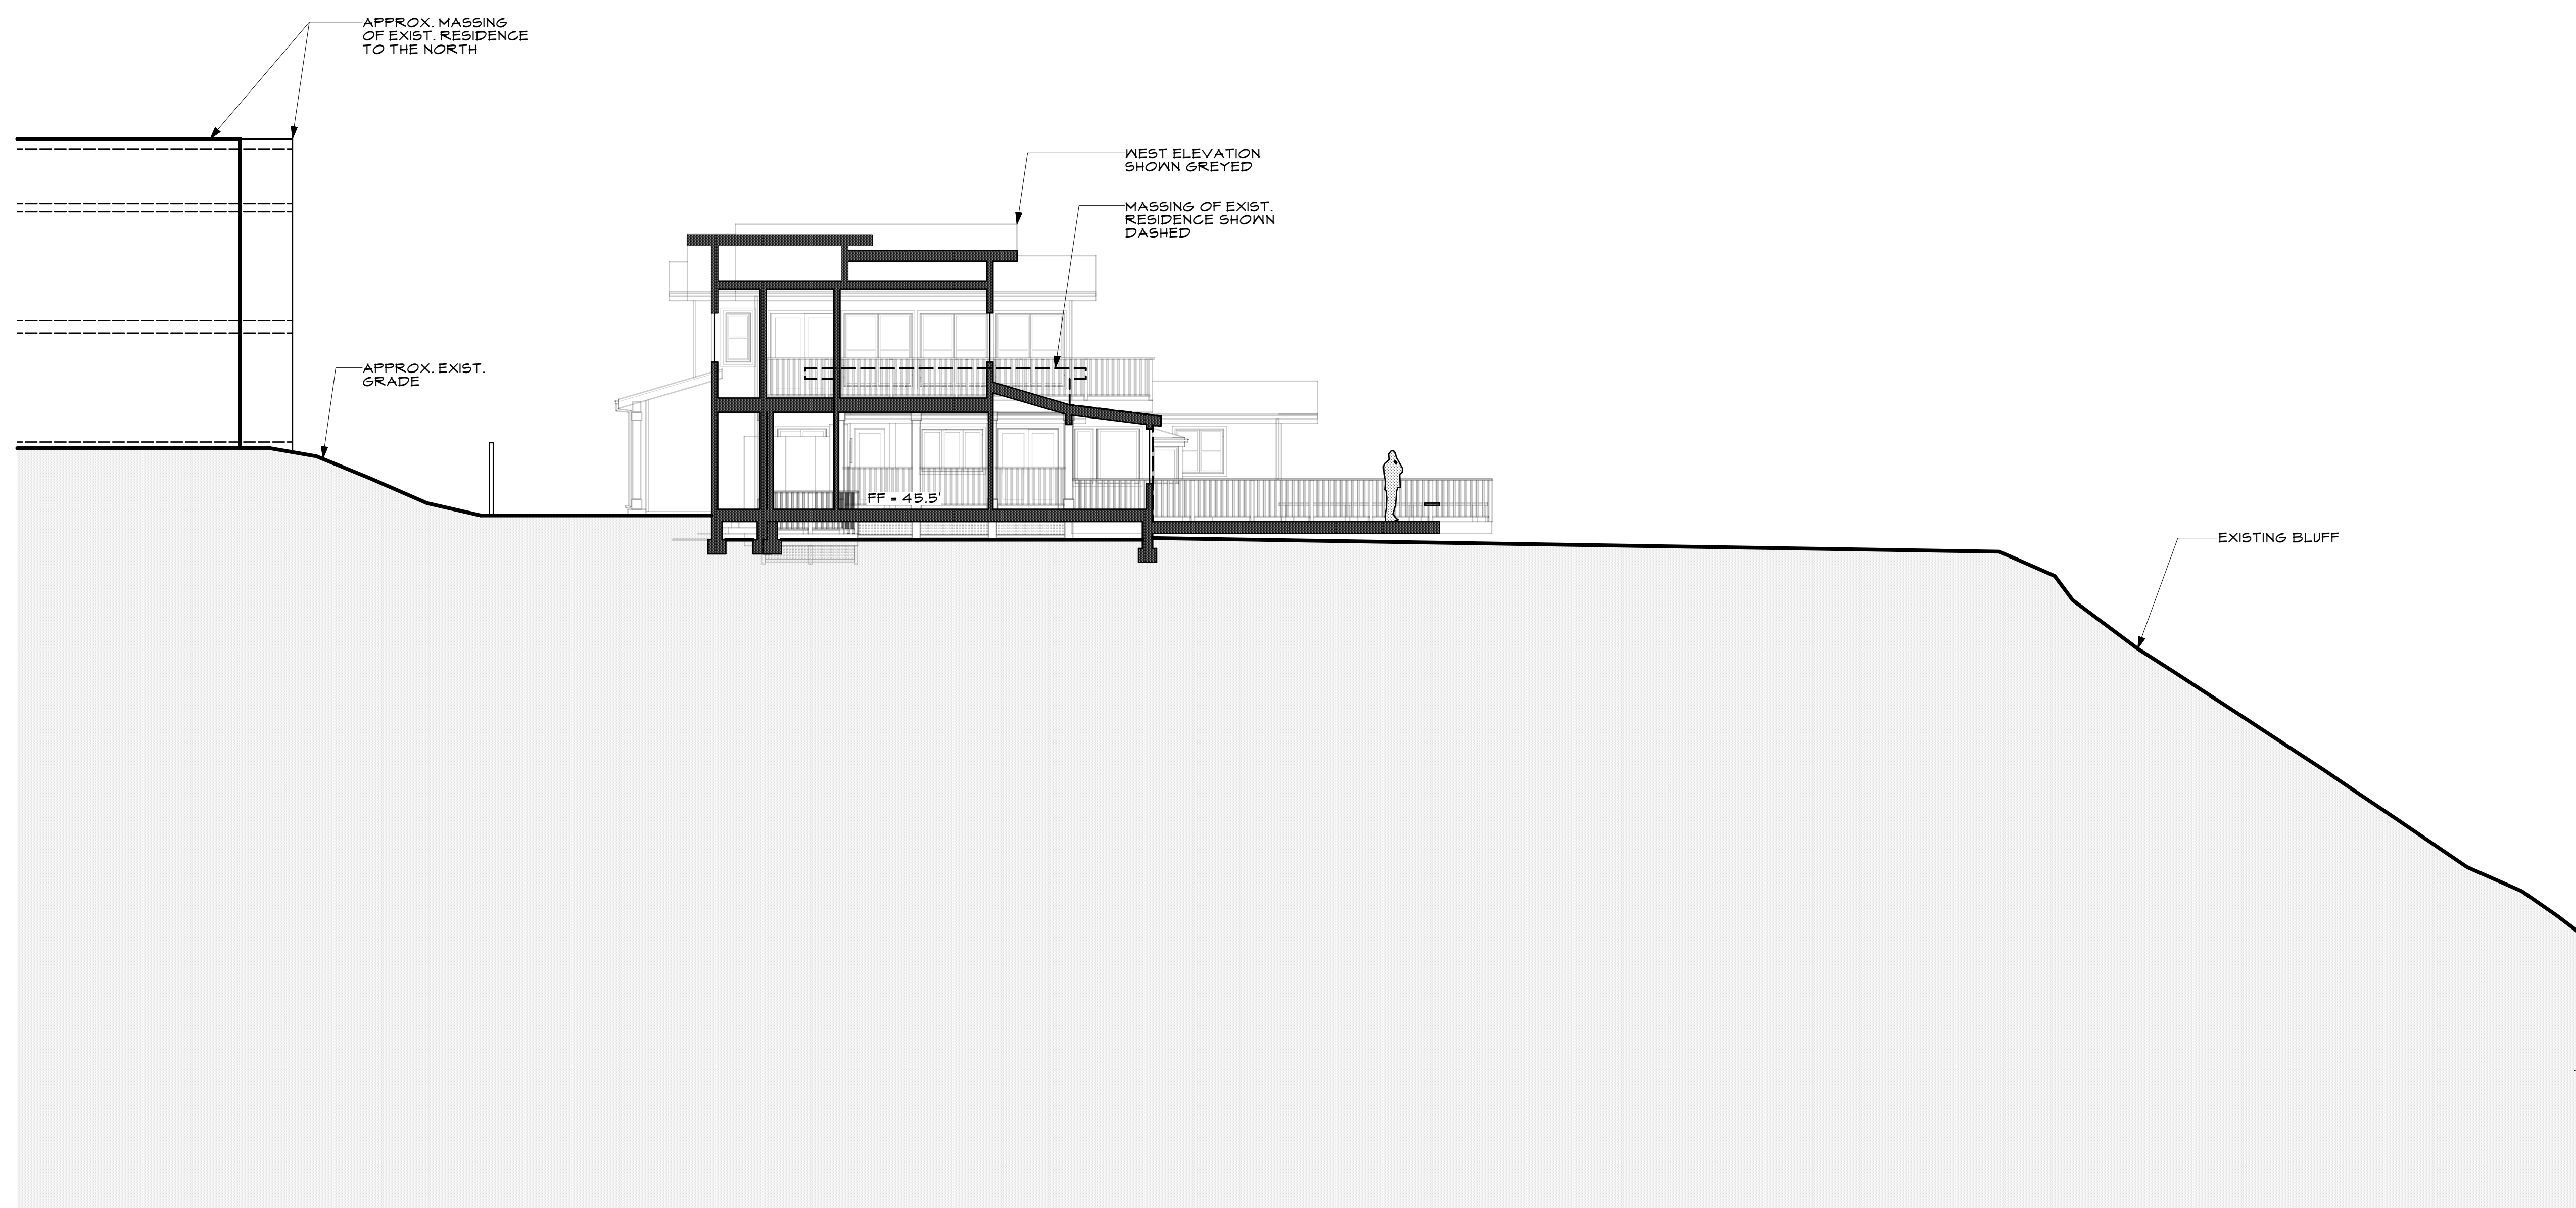 APPROX. MASSING
OF EXIST. RESIDENCE
TO THE NORTH
WEST ELEVATION
SHOWN GREYED
MASSING OF EXIST.
RESIDENCE SHOWN
DASHED
APPROX. EXIST.
GRADE
FF = 45.5'
EXISTING BLUFF